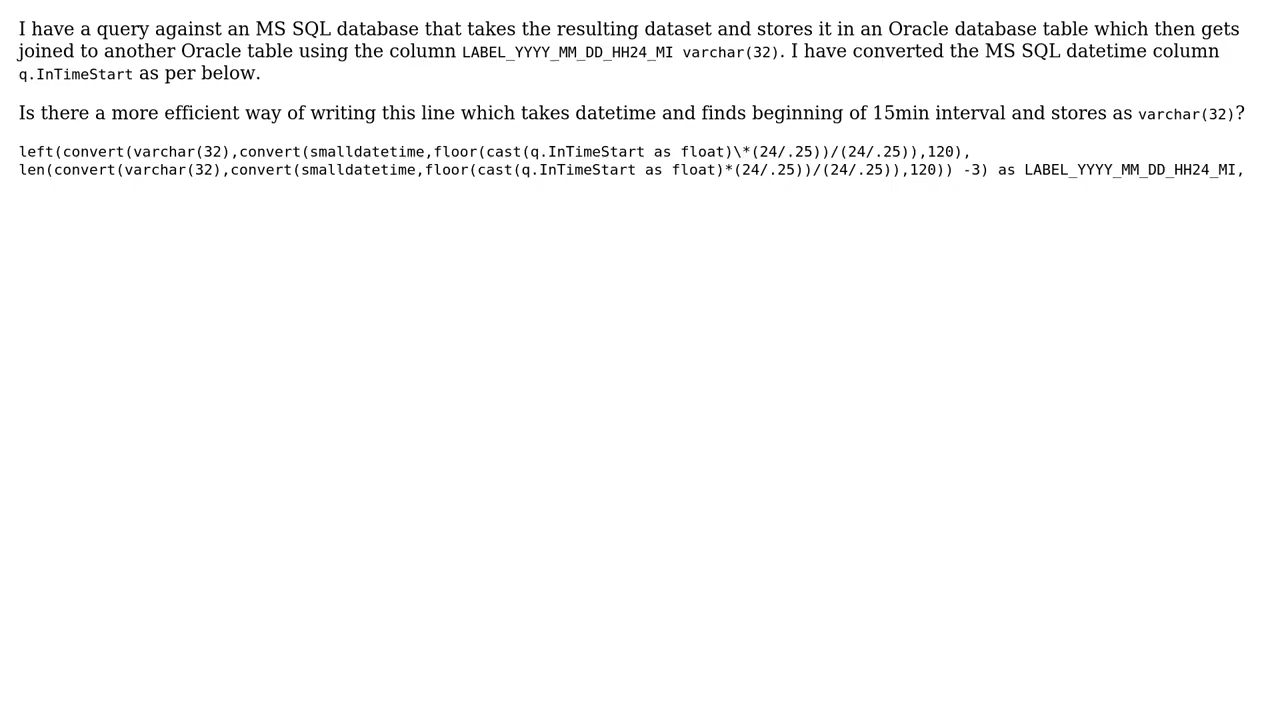 I have a query against an MS SQL database that takes the resulting dataset and stores it in an Oracle database table which then gets
joined to another Oracle table using the column LABEL_YYYY_MM_DD_HH24_MI varchar(32). I have converted the MS SQL datetime column
q.InTimeStart as per below.
Is there a more efficient way of writing this line which takes datetime and finds beginning of 15min interval and stores as varchar(32)?
left(convert(varchar(32),convert(smalldatetime,floor(cast(q.InTimeStart as float)\*(24/.25))/(24/.25)),120),
len(convert(varchar(32),convert(smalldatetime,floor(cast(q.InTimeStart as float)*(24/.25))/(24/.25)),120)) -3) as LABEL_YYYY_MM_DD_HH24_MI,